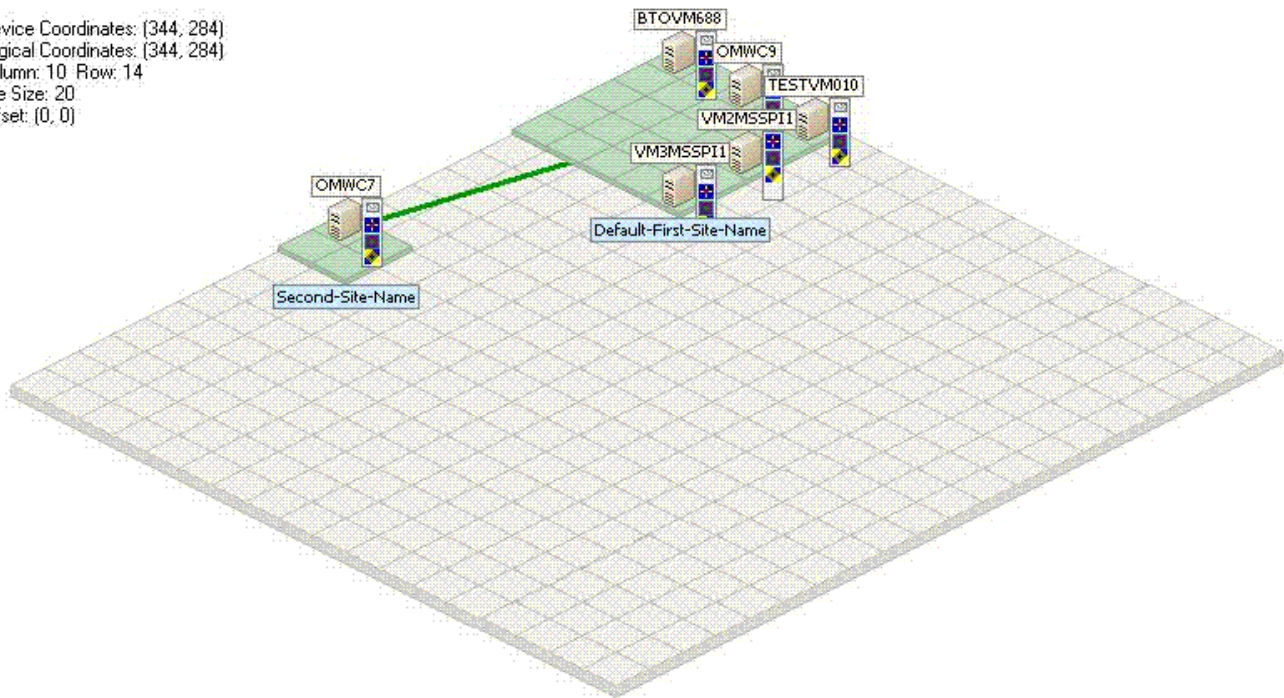 vice Coordinates: (344, 284)
gical Coordinates: (344, 284)
lumn: 10 Row: 14
e Size: 20
set: (0, 0)
BTOVM688
OMWC9
TESTVM010
VM2MSSPI1
VM3MSSPI1
OMWC7
Default-First-Site-Name
Second-Site-Name